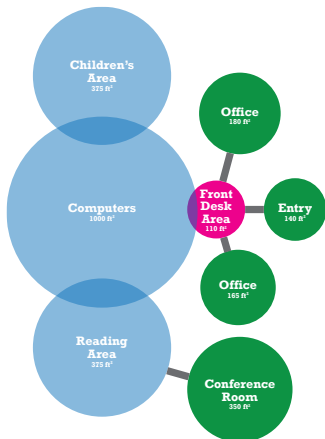 Children's
Area
375 ft²
Office
180 ft²
Computers
1000 ft²
Front
Desk
Area
110 ft²
Entry
140 ft²
Office
165 ft²
Reading
Area
375 ft²
Conference
Room
350 ft²